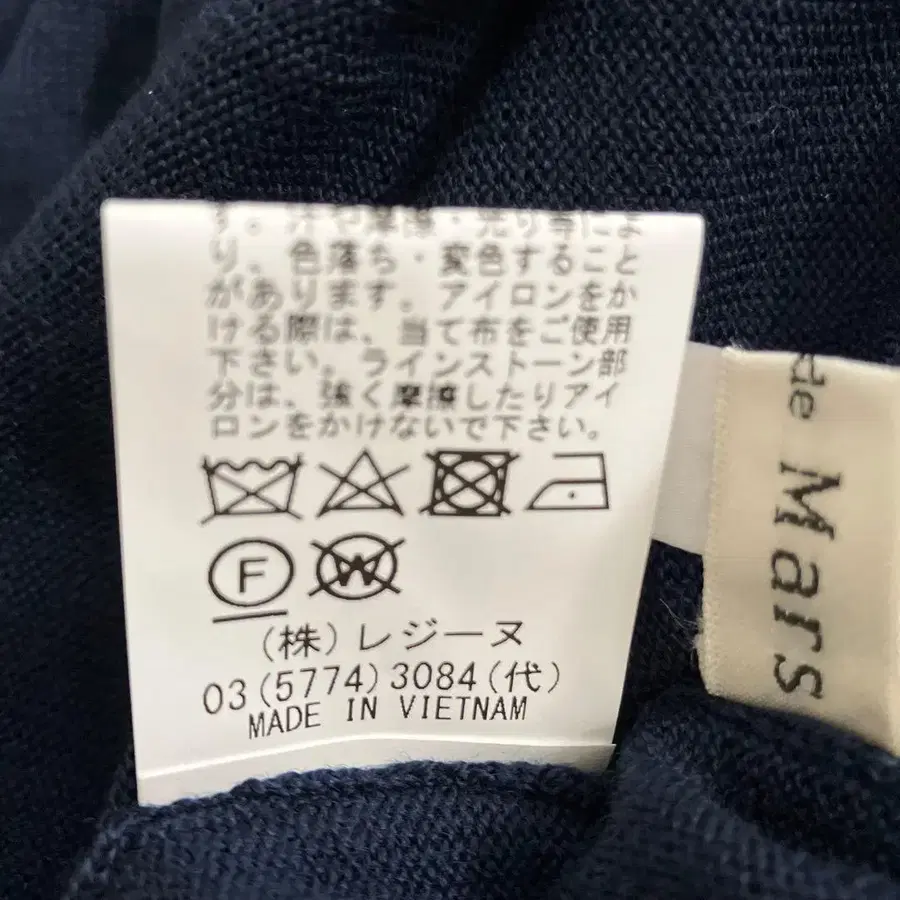 す。汗や摩擦・光り等によ
り、色落ち・変色すること
があります。アイロンをか
ける際は、当て布をご使用
下さい。ラインストーン部
分は、強く摩擦したりアイ
ロンをかけないで下さい。
F W
(株)レジーヌ
03(5774)3084(代)
MADE IN VIETNAM
de Mars